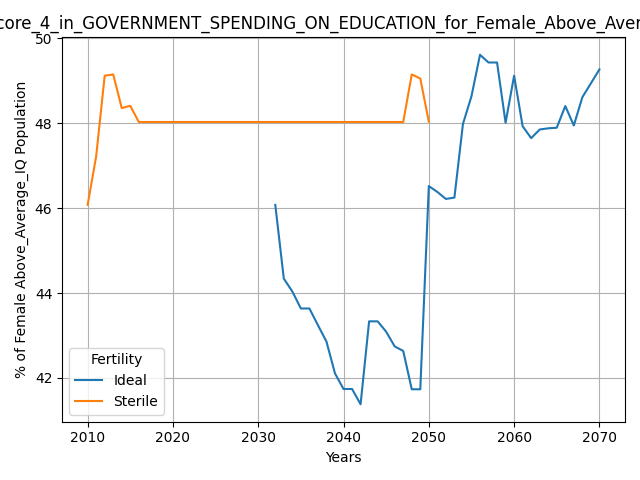 core_4_in_GOVERNMENT_SPENDING_ON_EDUCATION_for_Female_Above_Aver
50
48
46
44
42
% of Female Above_Average_IQ Population
Fertility
Ideal
Sterile
2010 2020 2030 2040 2050 2060 2070
Years